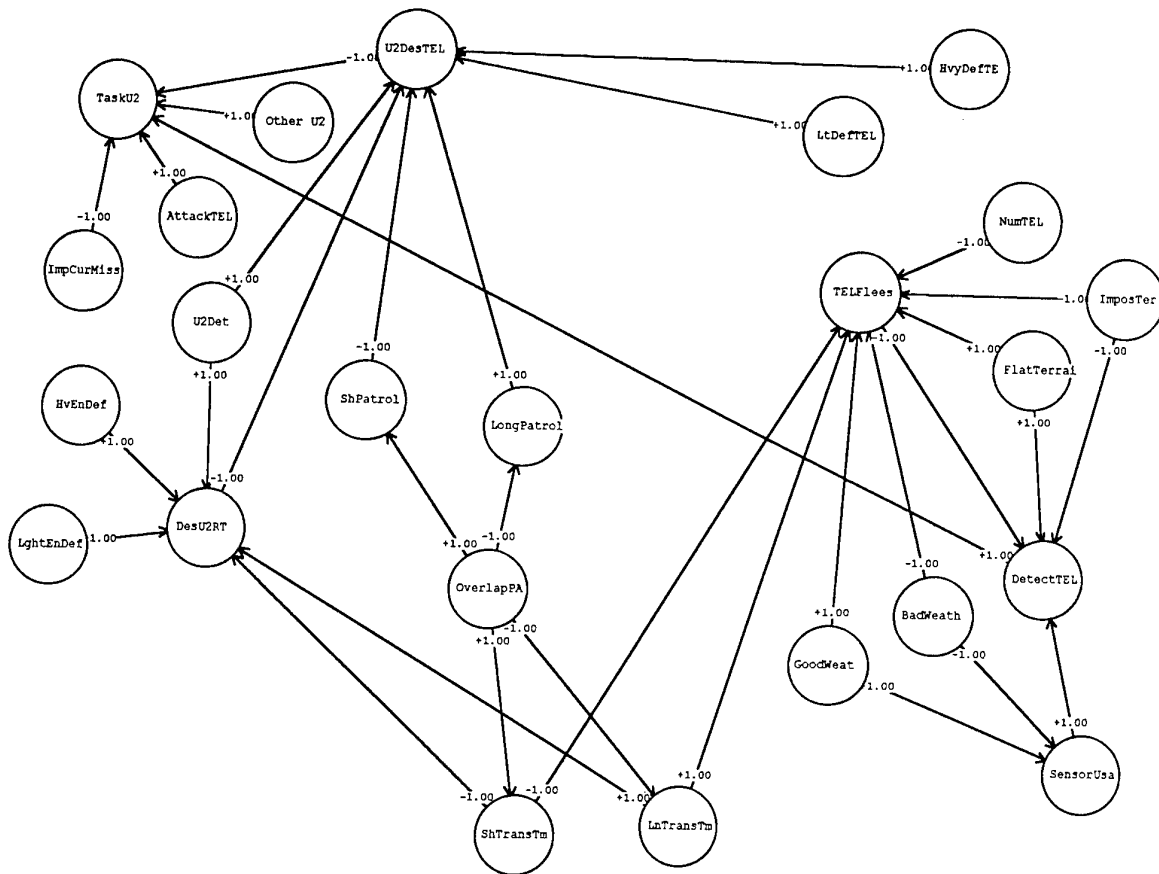 U2DesTEL
-1.00
+1.00
HvyDefTE
TaskU2
+1.00
Other U2
+1.00
LtDefTEL
+1.00
AttackTEL
-1.00
ImpCurMiss
NumTEL
-1.00
TELFlees
-1.0
ImposTer
+1.00
U2Det
+1.00
-1.00
+1.00
FlatTerrai
-1.00
-1.00
ShPatrol
+1.00
LongPatrol
HvEnDef
+1.00
+1.00
-1.00
DesU2RT
LghtEnDef
1.00
+1.00
-1.00
OverlapPA
+1.00
-1.00
+1.00
DetectTEL
-1.00
BadWeath
-1.00
+1.00
GoodWeat
+1.00
+1.00
SensorUsa
-1.00
ShTransTm
-1.00
+1.00
LnTransTm
+1.00